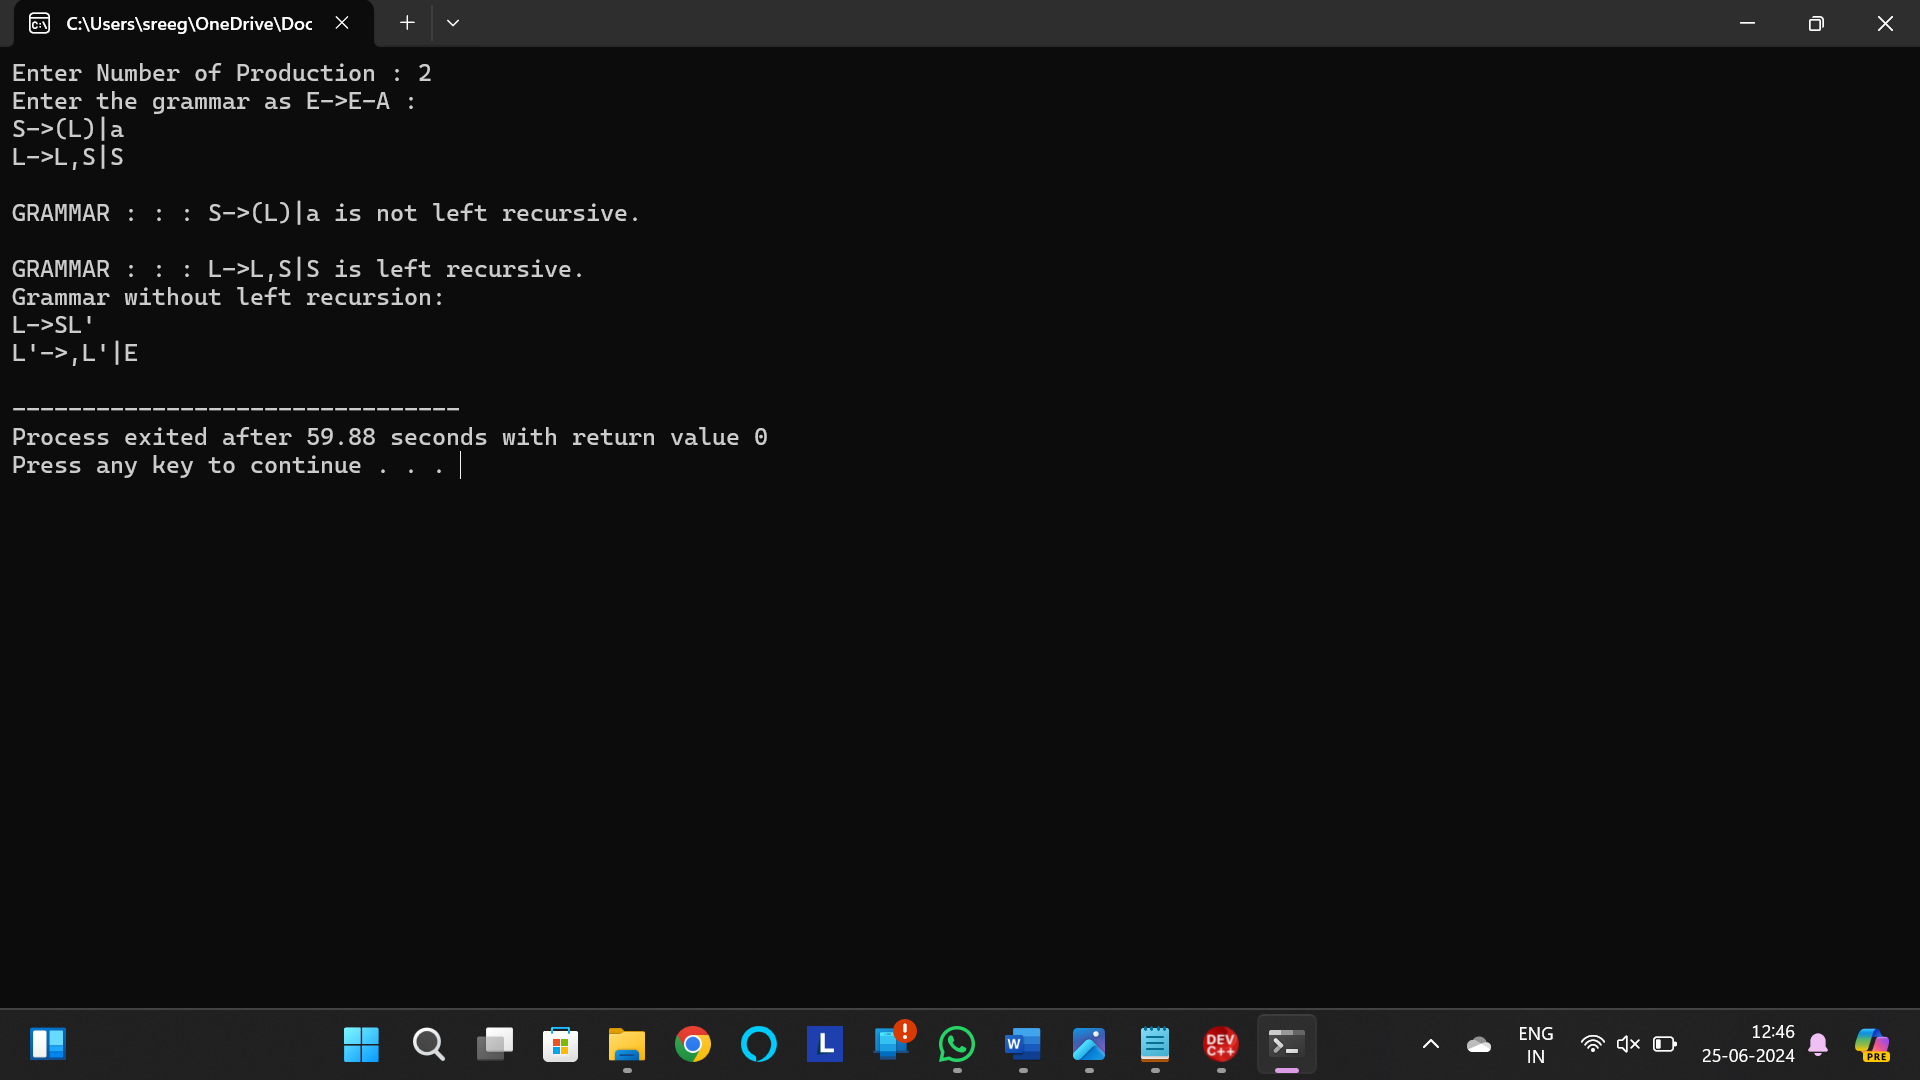 C:\Users\sreeg\OneDrive\Doc
Enter Number of Production : 2
Enter the grammar as E->E-A :
S->(L)|a
L->L,S|S
GRAMMAR : : : S->(L)|a is not left recursive.
GRAMMAR : : : L->L,S|S is left recursive.
Grammar without left recursion:
L->SL'
L'->,L'|E
--------------------------------
Process exited after 59.88 seconds with return value 0
Press any key to continue . . .
L
W
DEV
C++
ENG
IN
12:46
25-06-2024
PRE